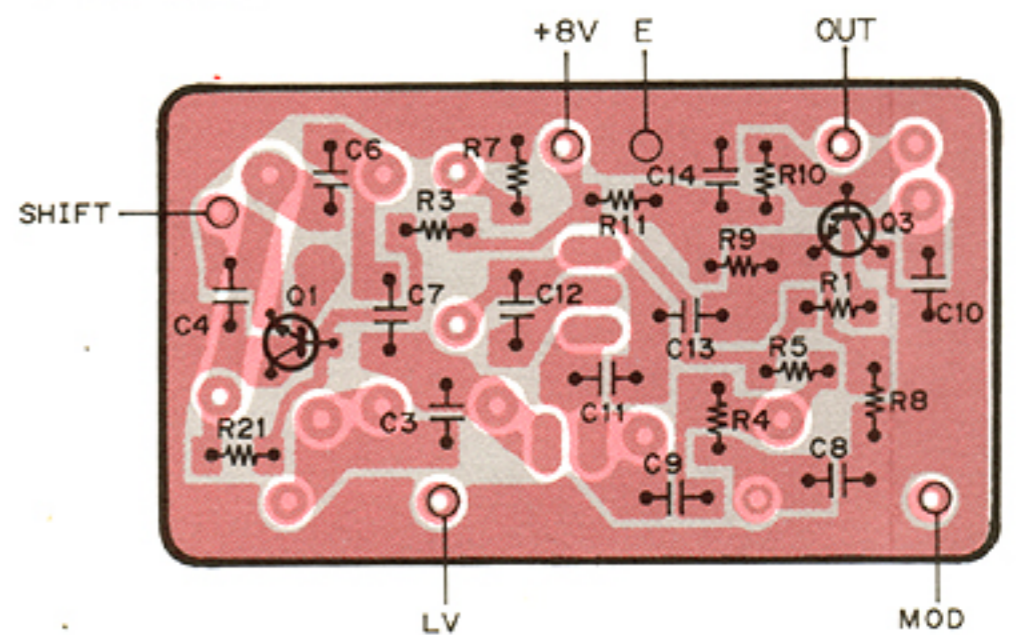 +8V E OUT
C6 R7 C14 R10
SHIFT R3 R11 Q3
R9
Q1 C7 C12 R1
C4 C13 C10
R5
C11 R8
R21 C3 R4
C9 C8
LV MOD